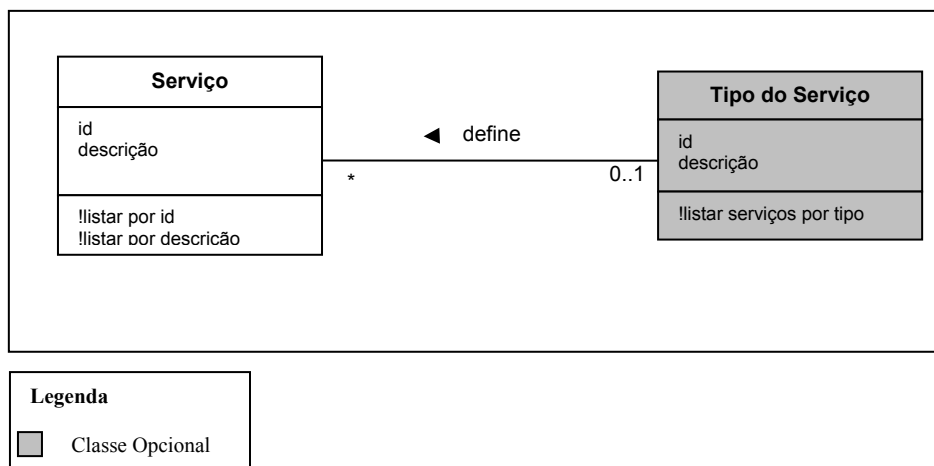 Serviço
id
descrição
!listar por id
!listar por descrição
◄ define
*
0..1
Tipo do Serviço
id
descrição
!listar serviços por tipo
Legenda
Classe Opcional